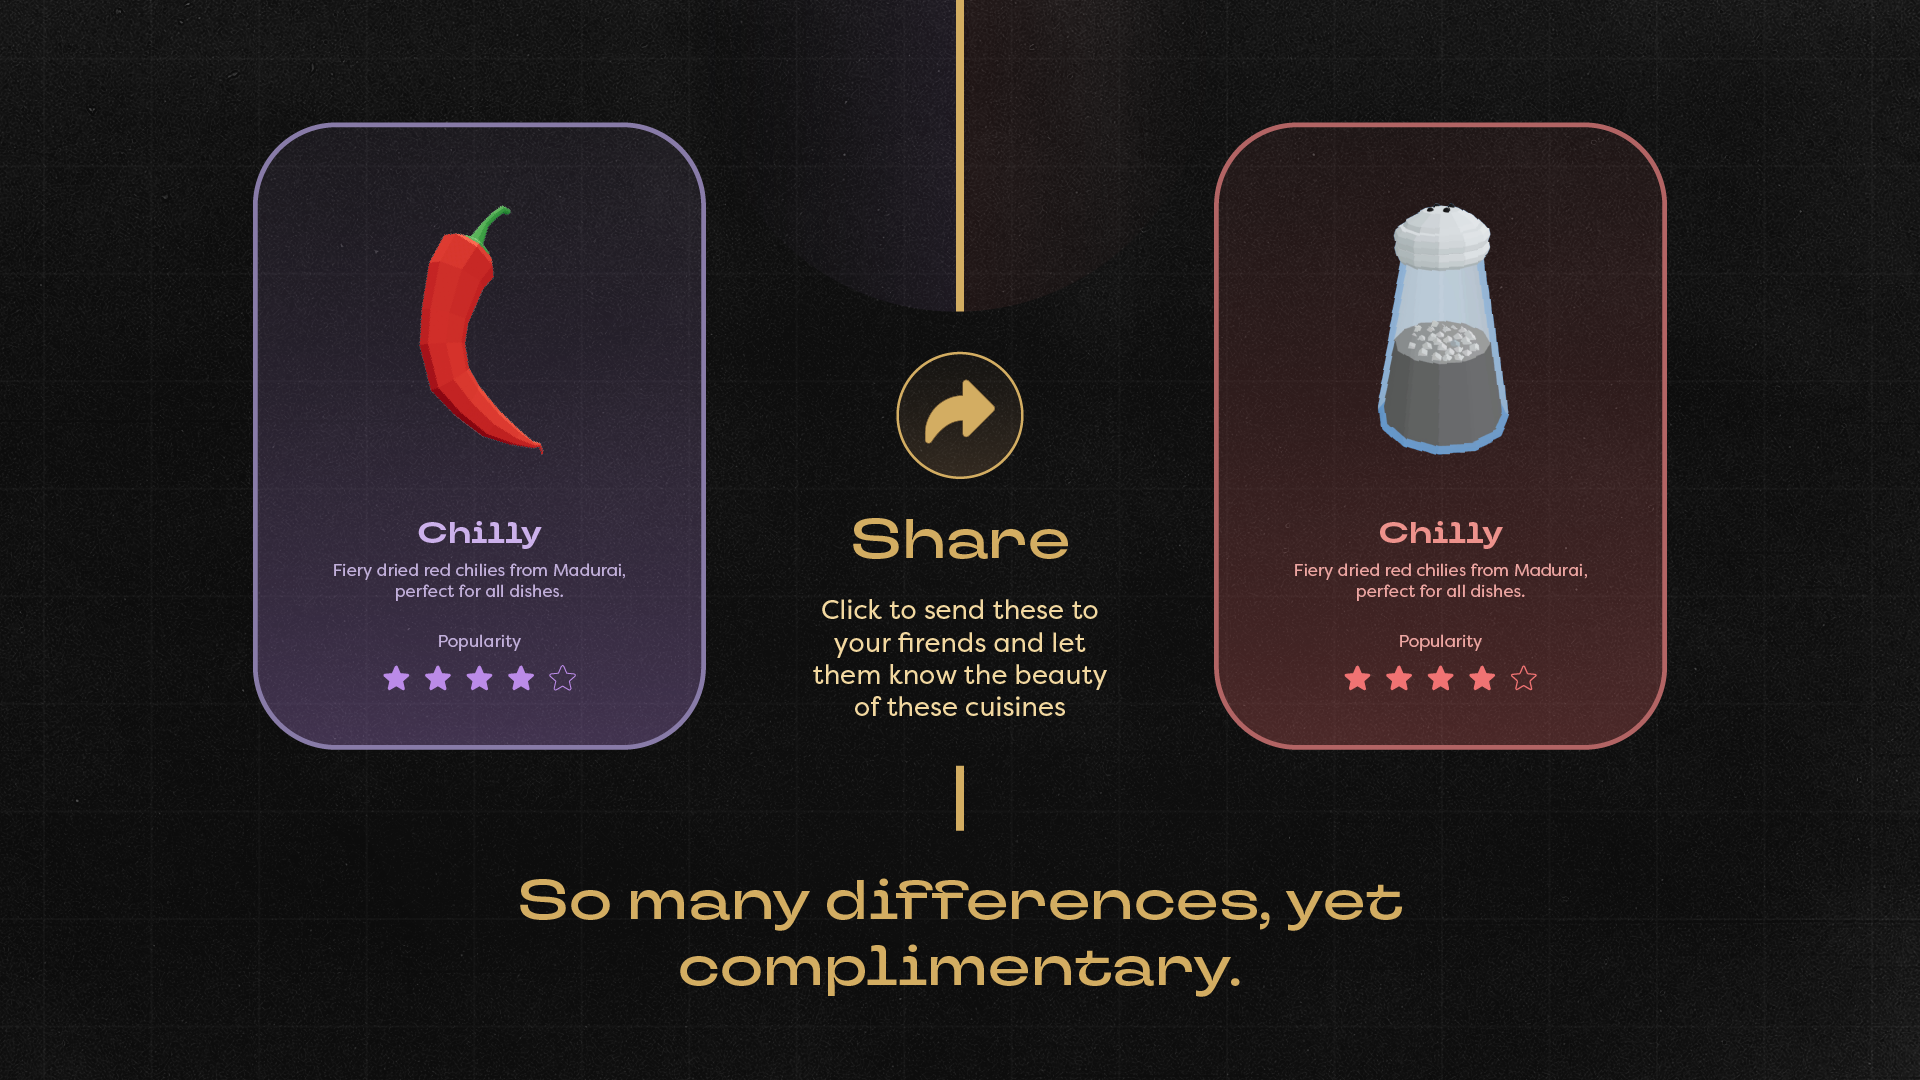 Chilly
Fiery dried red chilies from Madurai,
perfect for all dishes.
Popularity
Share
Click to send these to
your firends and let
them know the beauty
of these cuisines
Chilly
Fiery dried red chilies from Madurai,
perfect for all dishes.
Popularity
So many differences, yet
complimentary.